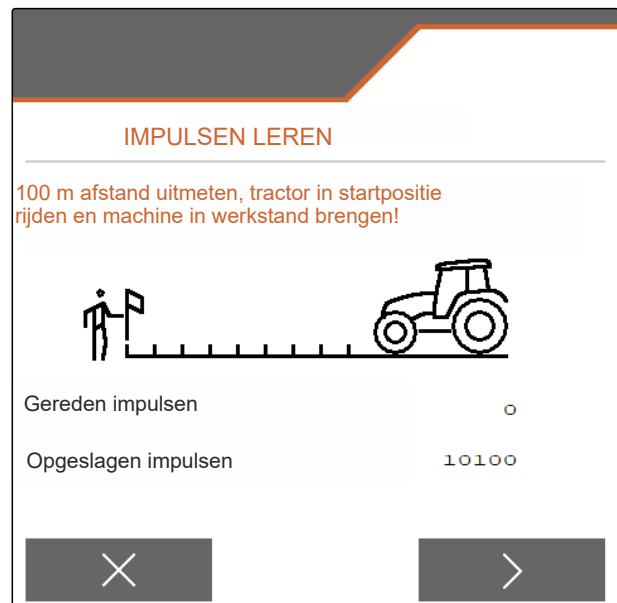 IMPULSEN LEREN
100 m afstand uitmeten, tractor in startpositie
rijden en machine in werkstand brengen!
Gereden impulsen 0
Opgeslagen impulsen 10100